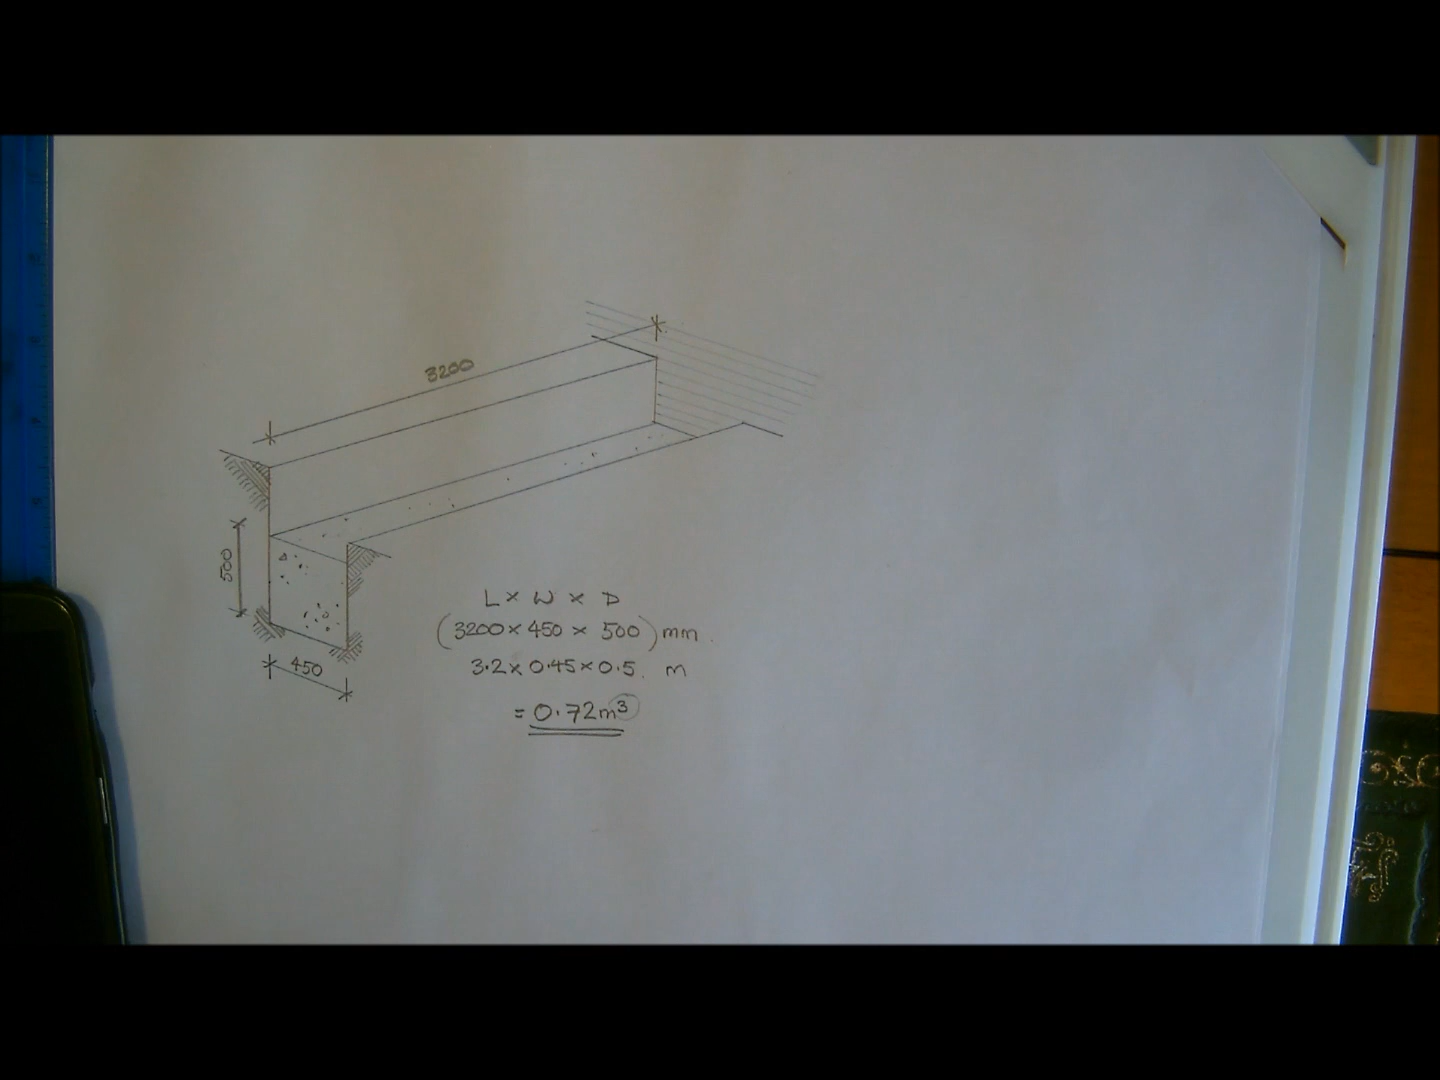 3200
500
450
L × W × D
(3200 × 450 × 500) mm.
3.2 × 0.45 × 0.5. m
= 0.72m³